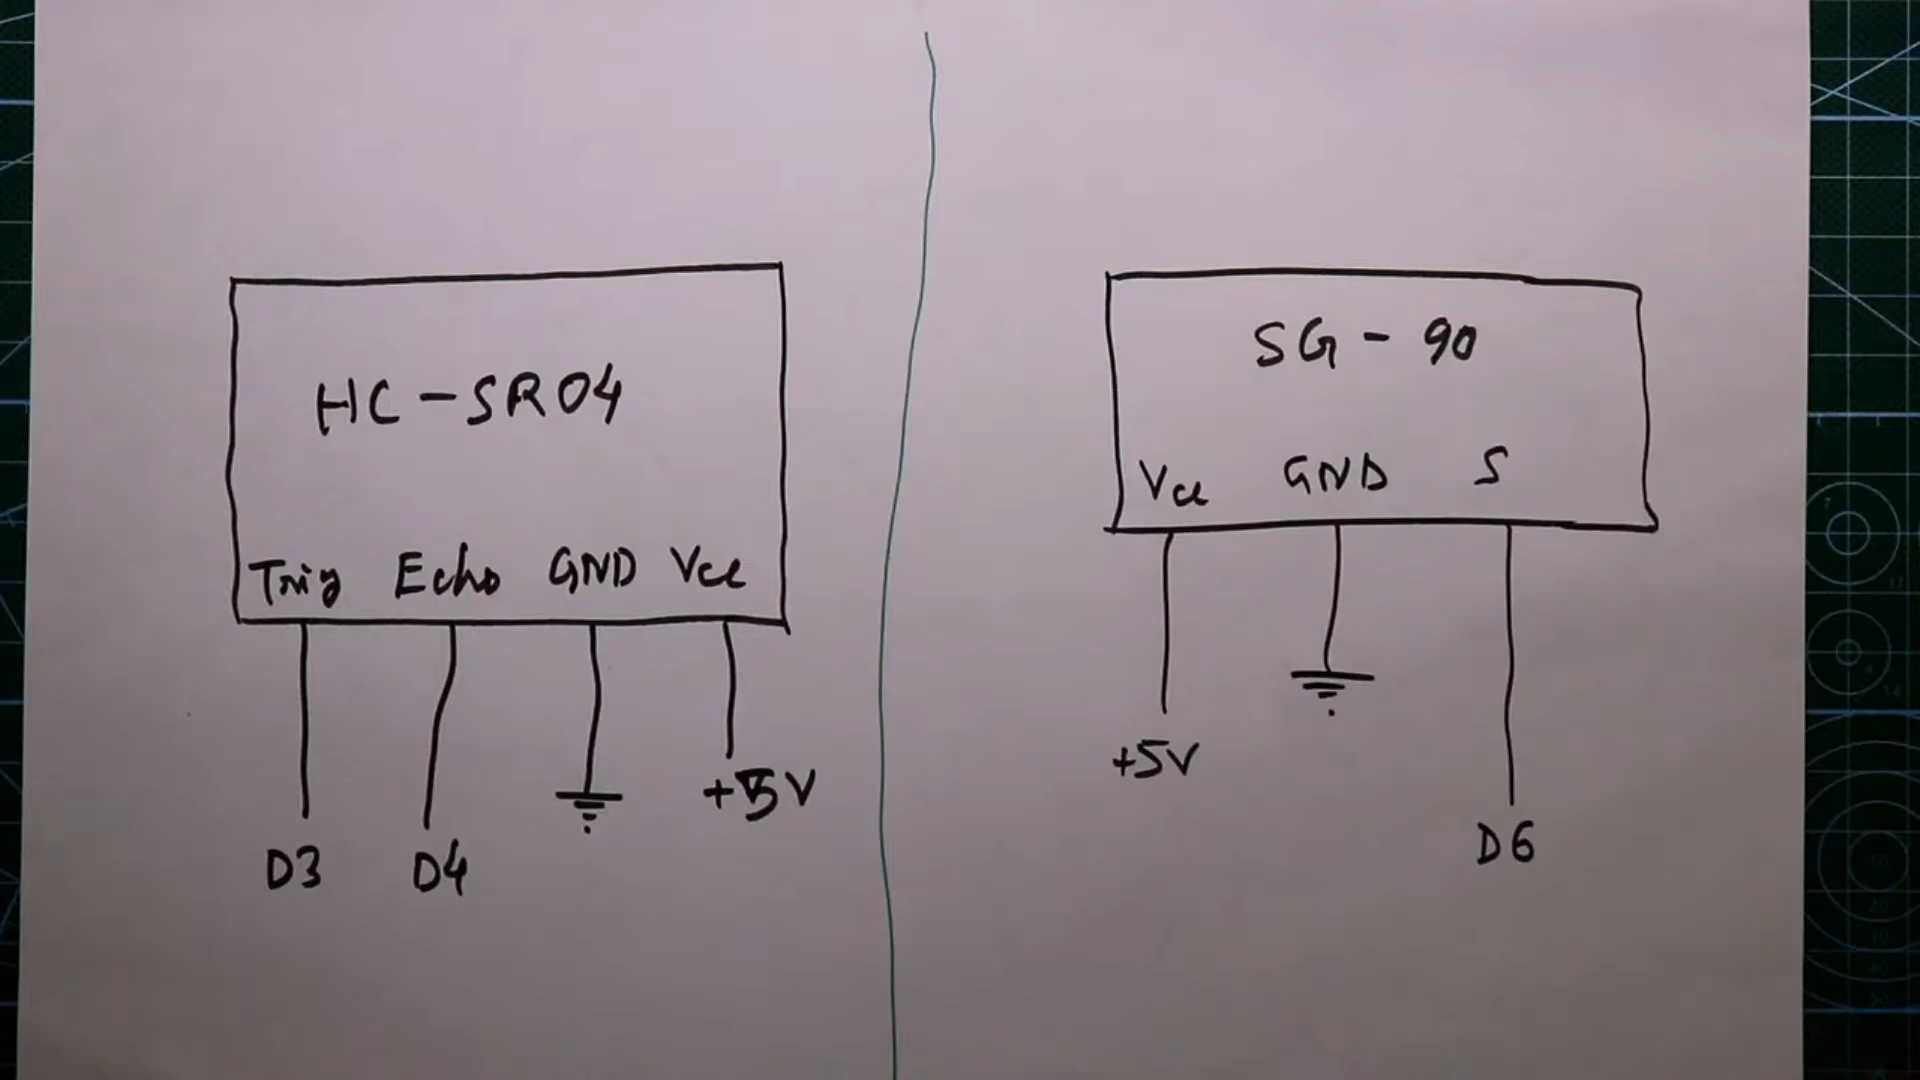 HC-SR04
Trig Echo GND Vcc
D3 D4 +5V
SG-90
Vcc GND S
+5V
D6